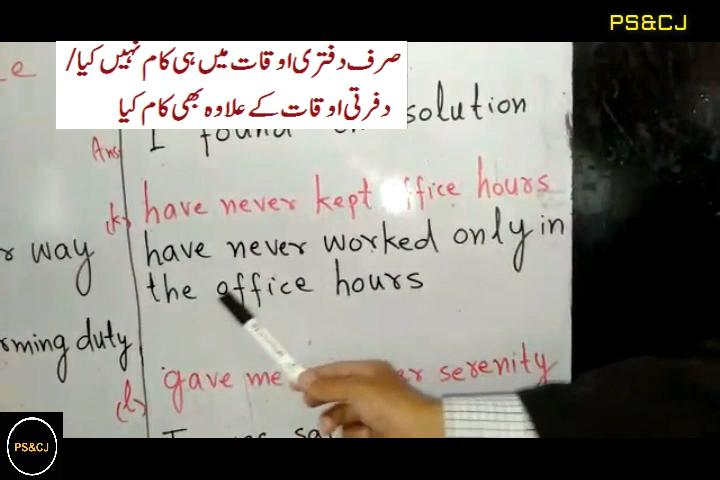 PS&CJ
صرف دفتری اوقات میں ہی کام نہیں کیا/
دفرتی اوقات کے علاوہ بھی کام کیا
solution
Ans I found
(k) have never kept office hours
have never worked only in
the office hours
way
duty
(l) gave me serenity
I
PS&CJ